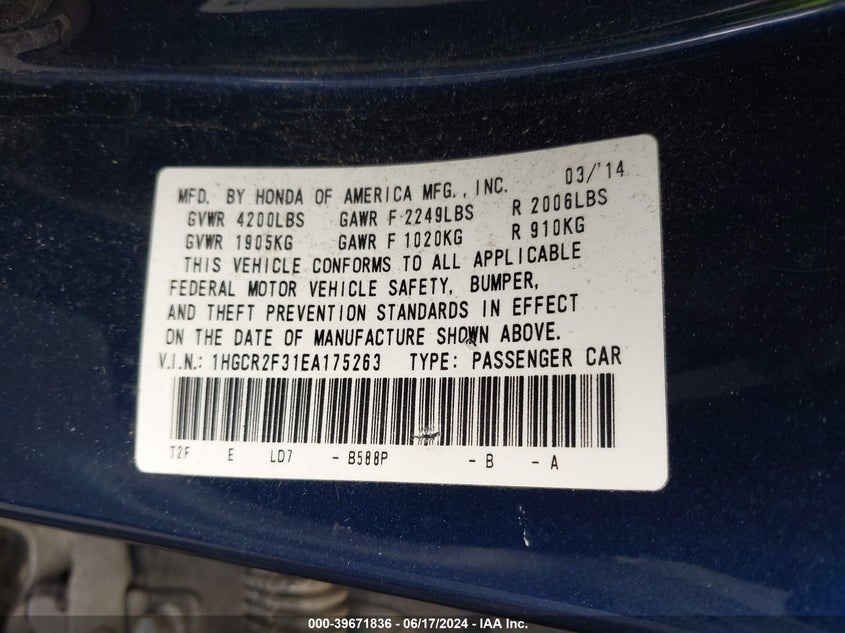 MFD. BY HONDA OF AMERICA MFG., INC. 03/'14
GVWR 4200LBS GAWR F 2249LBS R 2006LBS
GVWR 1905KG GAWR F 1020KG R 910KG
THIS VEHICLE CONFORMS TO ALL APPLICABLE
FEDERAL MOTOR VEHICLE SAFETY, BUMPER,
AND THEFT PREVENTION STANDARDS IN EFFECT
ON THE DATE OF MANUFACTURE SHOWN ABOVE.
V.I.N.: 1HGCR2F31EA175263 TYPE: PASSENGER CAR
T2F E LD7 - B588P - B - A
000-39671836 - 06/17/2024 - IAA Inc.